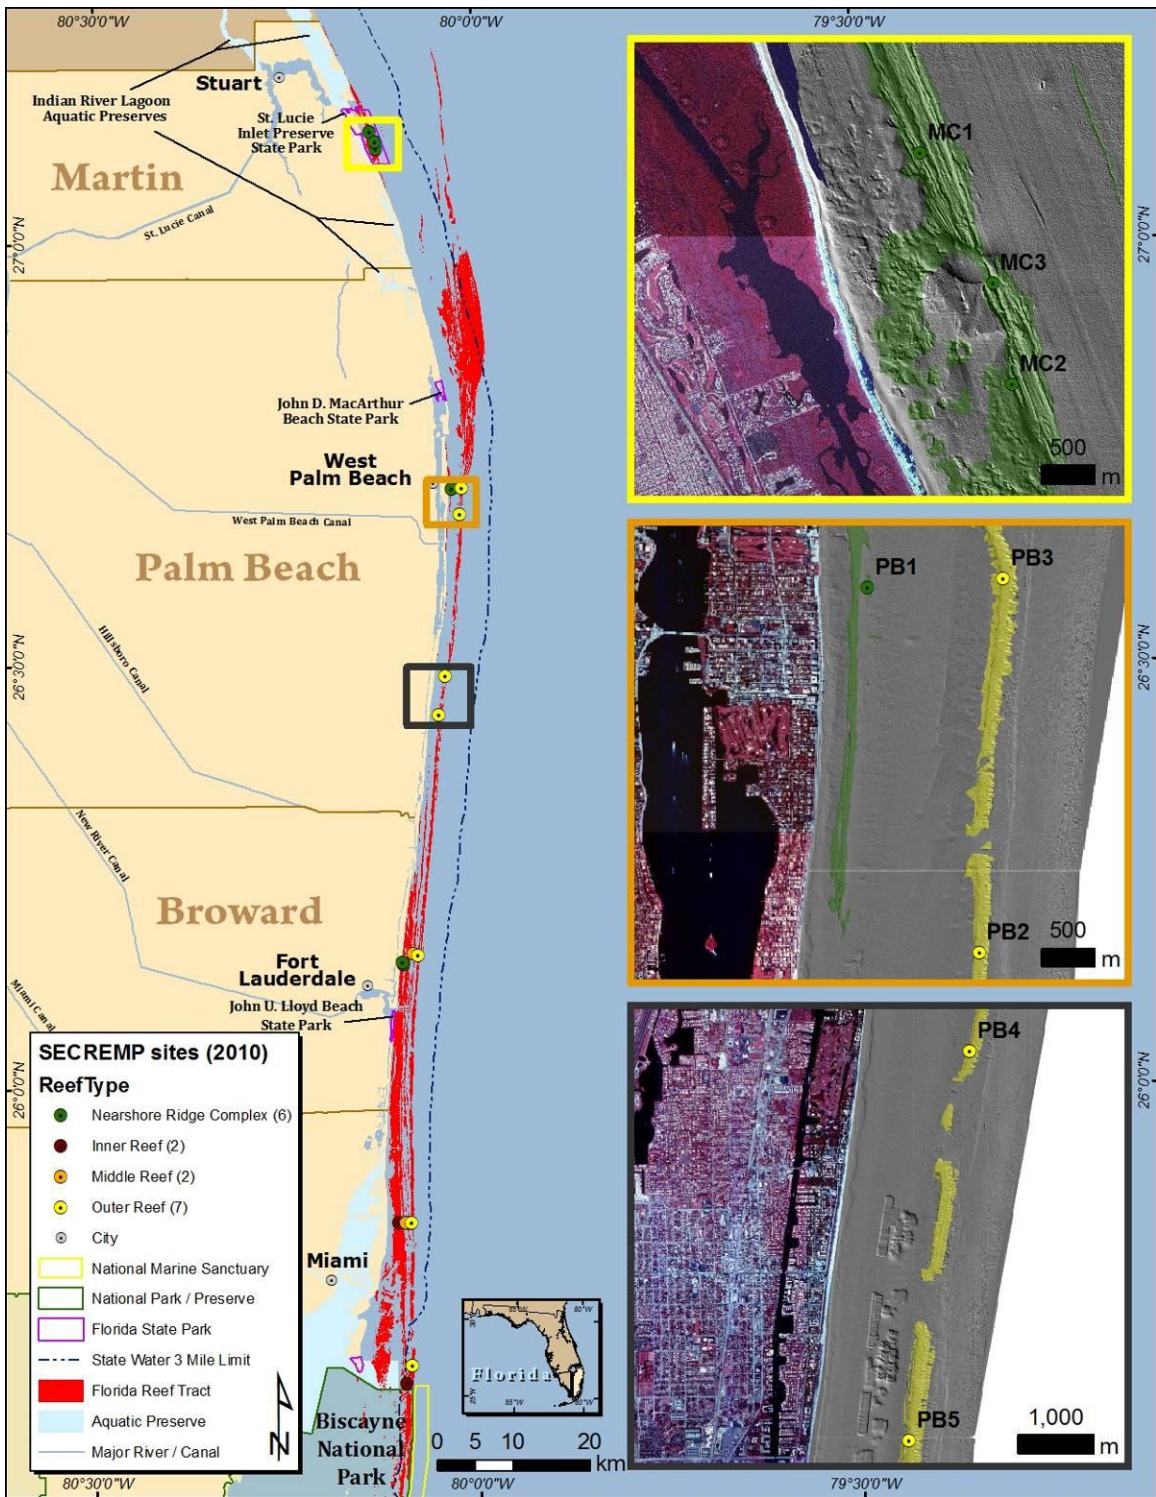 80°30'0"W
80°0'0"W
79°30'0"W
Stuart
Indian River Lagoon
Aquatic Preserves
St. Lucie
Inlet Preserve
State Park
Martin
St. Lucie Canal
27°0'0"N
John D. MacArthur
Beach State Park
West
Palm Beach
West Palm Beach Canal
Palm Beach
Hillsboro Canal
26°30'0"N
New River Canal
Broward
Fort
Lauderdale
John U. Lloyd Beach
State Park
Miami Canal
26°0'0"N
Miami
Biscayne
National
Park
SECREMP sites (2010)
ReefType
Nearshore Ridge Complex (6)
Inner Reef (2)
Middle Reef (2)
Outer Reef (7)
City
National Marine Sanctuary
National Park / Preserve
Florida State Park
State Water 3 Mile Limit
Florida Reef Tract
Aquatic Preserve
Major River / Canal
N
85°W
80°W
30°N
Florida
25°N
25°N
85°W
80°W
0 5 10 20
km
MC1
MC3
MC2
500
m
27°0'0"N
PB1
PB3
PB2
500
m
26°30'0"N
PB4
PB5
1,000
m
26°0'0"N
80°30'0"W
80°0'0"W
79°30'0"W